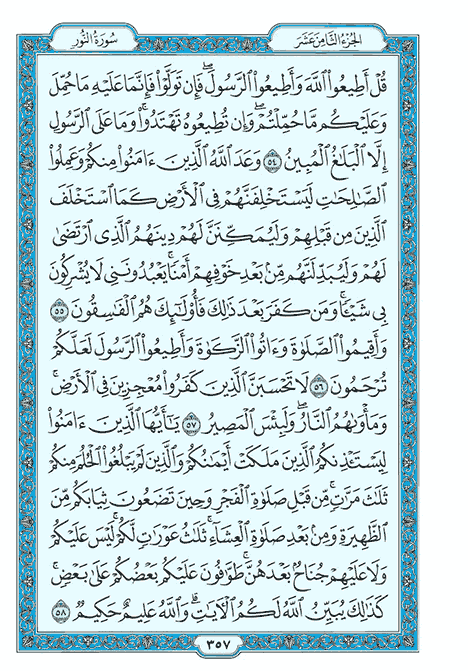 الجزء الثامن عشر
سورة النور
قُلْ أَطِيعُوا۟ ٱللَّهَ وَأَطِيعُوا۟ ٱلرَّسُولَ ۖ فَإِن تَوَلَّوْا۟ فَإِنَّمَا عَلَيْهِ مَا حُمِّلَ
وَعَلَيْكُم مَّا حُمِّلْتُمْ ۖ وَإِن تُطِيعُوهُ تَهْتَدُوا۟ ۚ وَمَا عَلَى ٱلرَّسُولِ
إِلَّا ٱلْبَلَٰغُ ٱلْمُبِينُ ٥٤ وَعَدَ ٱللَّهُ ٱلَّذِينَ ءَامَنُوا۟ مِنكُمْ وَعَمِلُوا۟
ٱلصَّٰلِحَٰتِ لَيَسْتَخْلِفَنَّهُمْ فِى ٱلْأَرْضِ كَمَا ٱسْتَخْلَفَ
ٱلَّذِينَ مِن قَبْلِهِمْ وَلَيُمَكِّنَنَّ لَهُمْ دِينَهُمُ ٱلَّذِى ٱرْتَضَىٰ
لَهُمْ وَلَيُبَدِّلَنَّهُم مِّنۢ بَعْدِ خَوْفِهِمْ أَمْنًا ۚ يَعْبُدُونَنِى لَا يُشْرِكُونَ
بِى شَيْـًٔا ۚ وَمَن كَفَرَ بَعْدَ ذَٰلِكَ فَأُو۟لَٰٓئِكَ هُمُ ٱلْفَٰسِقُونَ ٥٥
وَأَقِيمُوا۟ ٱلصَّلَوٰةَ وَءَاتُوا۟ ٱلزَّكَوٰةَ وَأَطِيعُوا۟ ٱلرَّسُولَ لَعَلَّكُمْ
تُرْحَمُونَ ٥٦ لَا تَحْسَبَنَّ ٱلَّذِينَ كَفَرُوا۟ مُعْجِزِينَ فِى ٱلْأَرْضِ ۚ
وَمَأْوَىٰهُمُ ٱلنَّارُ ۖ وَلَبِئْسَ ٱلْمَصِيرُ ٥٧ يَٰٓأَيُّهَا ٱلَّذِينَ ءَامَنُوا۟
لِيَسْتَـْٔذِنكُمُ ٱلَّذِينَ مَلَكَتْ أَيْمَٰنُكُمْ وَٱلَّذِينَ لَمْ يَبْلُغُوا۟ ٱلْحُلُمَ مِنكُمْ
ثَلَٰثَ مَرَّٰتٍ ۚ مِّن قَبْلِ صَلَوٰةِ ٱلْفَجْرِ وَحِينَ تَضَعُونَ ثِيَابَكُم مِّنَ
ٱلظَّهِيرَةِ وَمِنۢ بَعْدِ صَلَوٰةِ ٱلْعِشَآءِ ۚ ثَلَٰثُ عَوْرَٰتٍ لَّكُمْ ۚ لَيْسَ عَلَيْكُمْ
وَلَا عَلَيْهِمْ جُنَاحٌۢ بَعْدَهُنَّ ۚ طَوَّٰفُونَ عَلَيْكُم بَعْضُكُمْ عَلَىٰ بَعْضٍ ۚ
كَذَٰلِكَ يُبَيِّنُ ٱللَّهُ لَكُمُ ٱلْءَايَٰتِ ۗ وَٱللَّهُ عَلِيمٌ حَكِيمٌ ٥٨
٣٥٧